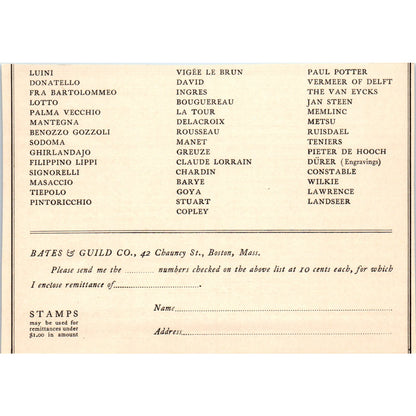 LUINI
DONATELLO
FRA BARTOLOMMEO
LOTTO
PALMA VECCHIO
MANTEGNA
BENOZZO GOZZOLI
SODOMA
GHIRLANDAJO
FILIPPINO LIPPI
SIGNORELLI
MASACCIO
TIEPOLO
PINTORICCHIO
VIGÉE LE BRUN
DAVID
INGRES
BOUGUEREAU
LA TOUR
DELACROIX
ROUSSEAU
MANET
GREUZE
CLAUDE LORRAIN
CHARDIN
BARYE
GOYA
STUART
COPLEY
PAUL POTTER
VERMEER OF DELFT
THE VAN EYCKS
JAN STEEN
MEMLINC
METSU
RUISDAEL
TENIERS
PIETER DE HOOCH
DÜRER (Engravings)
CONSTABLE
WILKIE
LAWRENCE
LANDSEER
BATES & GUILD CO., 42 Chauncy St., Boston, Mass.
Please send me the ............ numbers checked on the above list at 10 cents each, for which
I enclose remittance of..............................
STAMPS
may be used for
remittances under
$1.00 in amount
Name..............................
Address..............................